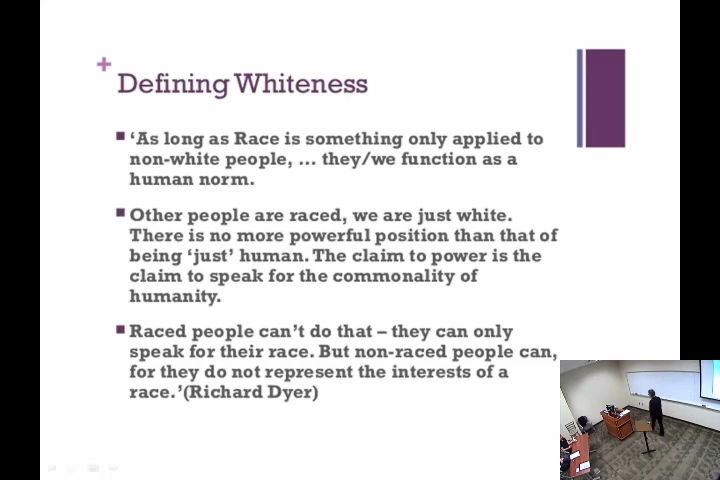 Defining Whiteness
‘As long as Race is something only applied to
non-white people, ... they/we function as a
human norm.
Other people are raced, we are just white.
There is no more powerful position than that of
being ‘just’ human. The claim to power is the
claim to speak for the commonality of
humanity.
Raced people can’t do that – they can only
speak for their race. But non-raced people can,
for they do not represent the interests of a
race.’(Richard Dyer)